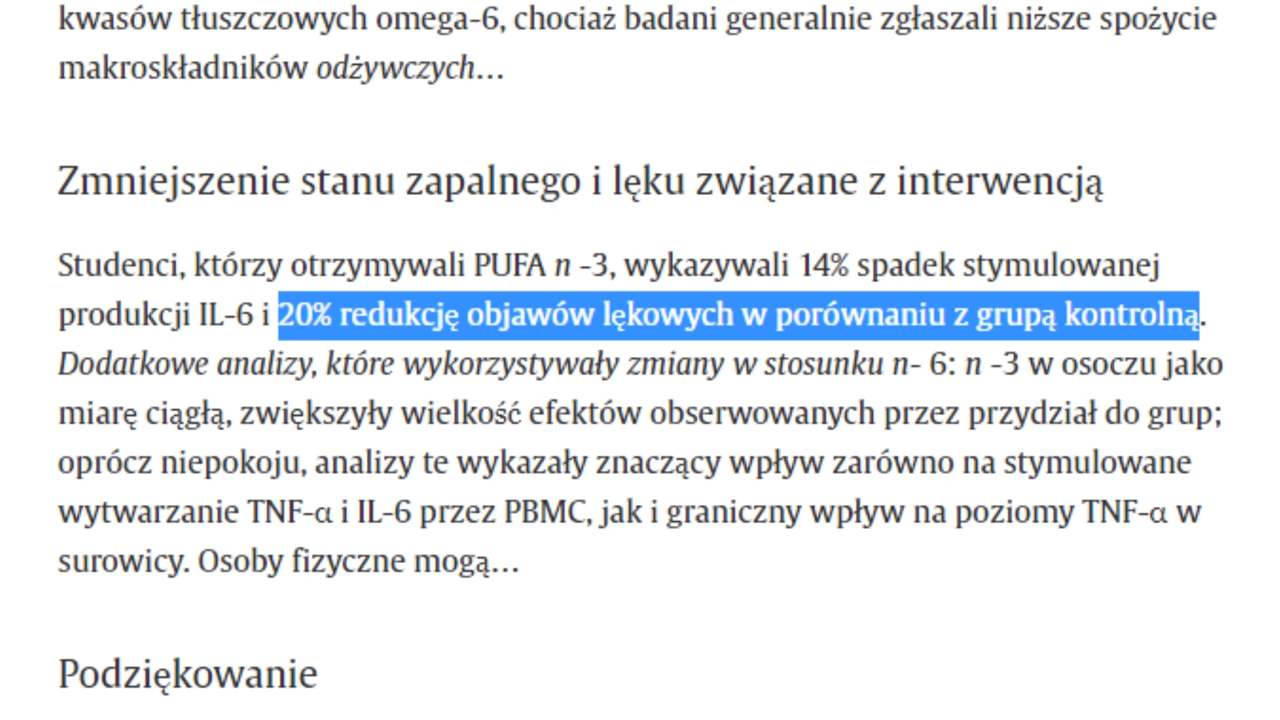 kwasów tłuszczowych omega-6, chociaż badani generalnie zgłaszali niższe spożycie
makroskładników odżywczych…
Zmniejszenie stanu zapalnego i lęku związane z interwencją
Studenci, którzy otrzymywali PUFA n -3, wykazywali 14% spadek stymulowanej
produkcji IL-6 i 20% redukcję objawów lękowych w porównaniu z grupą kontrolną.
Dodatkowe analizy, które wykorzystywały zmiany w stosunku n- 6: n -3 w osoczu jako
miarę ciągłą, zwiększyły wielkość efektów obserwowanych przez przydział do grup;
oprócz niepokoju, analizy te wykazały znaczący wpływ zarówno na stymulowane
wytwarzanie TNF-α i IL-6 przez PBMC, jak i graniczny wpływ na poziomy TNF-α w
surowicy. Osoby fizyczne mogą…
Podziękowanie